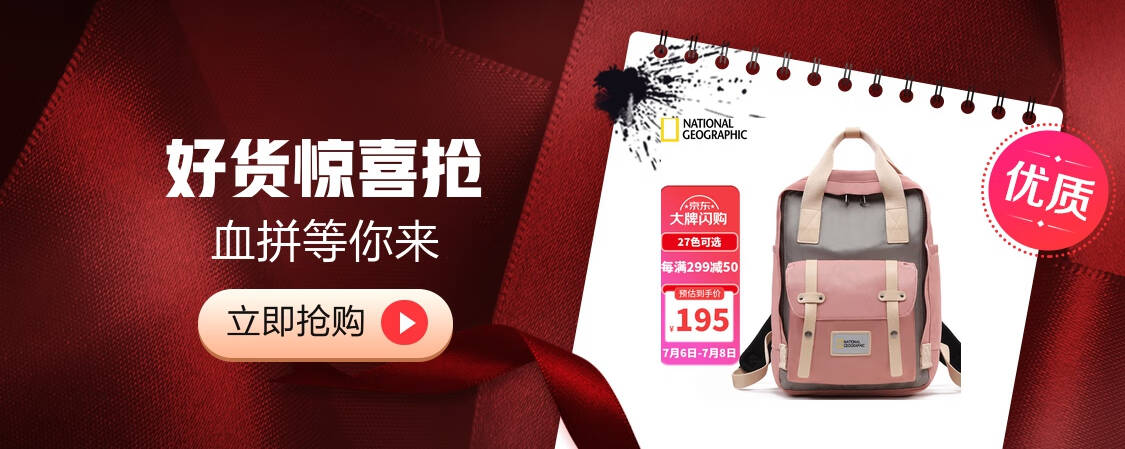 好货惊喜抢
血拼等你来
立即抢购
NATIONAL
GEOGRAPHIC
京东
大牌闪购
27色可选
每满299减50
预估到手价
¥195
7月6日-7月8日
NATIONAL
GEOGRAPHIC
优质